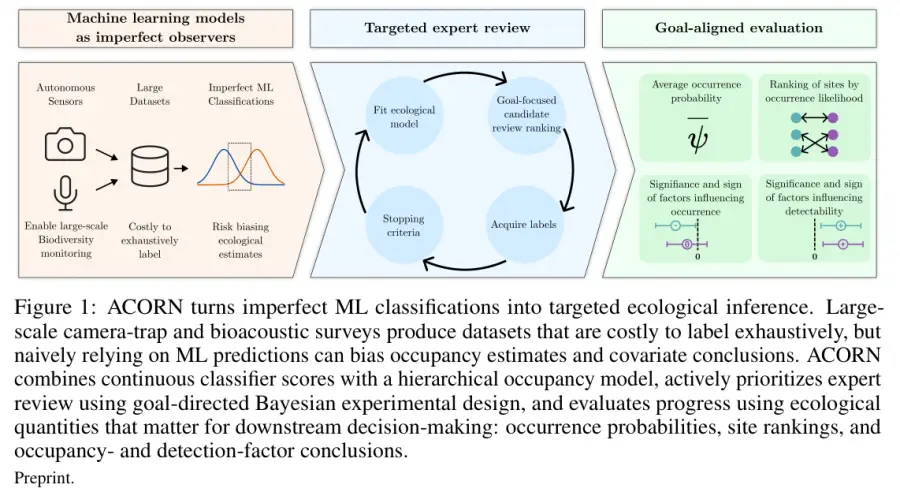 Machine learning models
as imperfect observers
Targeted expert review
Goal-aligned evaluation
Autonomous
Sensors
Large
Datasets
Imperfect ML
Classifications
Enable large-scale
Biodiversity
monitoring
Costly to
exhaustively
label
Risk biasing
ecological
estimates
Fit ecological
model
Goal-focused
candidate
review ranking
Acquire labels
Stopping
criteria
Average occurrence
probability
ψ
Ranking of sites by
occurrence likelihood
Signifiance and sign
of factors influencing
occurrence
0
Significance and sign
of factors influencing
detectability
0
Figure 1: ACORN turns imperfect ML classifications into targeted ecological inference. Large-
scale camera-trap and bioacoustic surveys produce datasets that are costly to label exhaustively, but
naively relying on ML predictions can bias occupancy estimates and covariate conclusions. ACORN
combines continuous classifier scores with a hierarchical occupancy model, actively prioritizes expert
review using goal-directed Bayesian experimental design, and evaluates progress using ecological
quantities that matter for downstream decision-making: occurrence probabilities, site rankings, and
occupancy- and detection-factor conclusions.
Preprint.